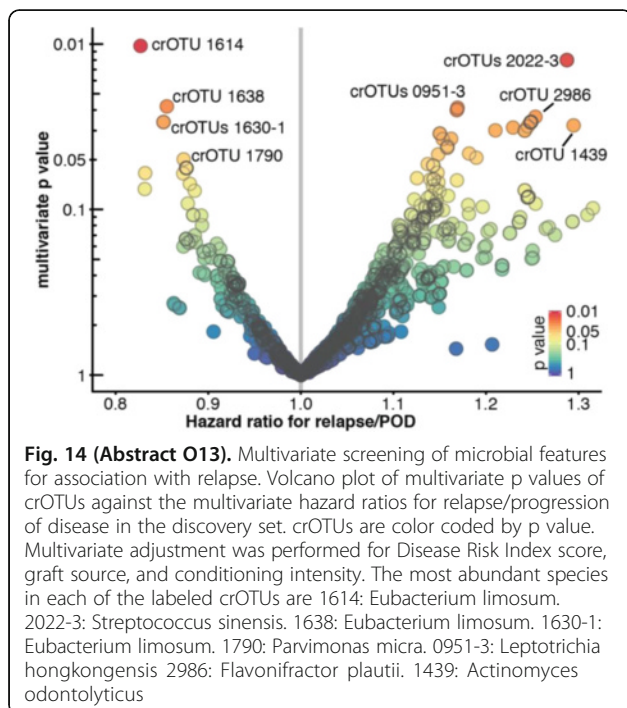 0.01
crOTU 1614
crOTUs 2022-3
crOTU 1638
crOTUs 0951-3
crOTU 2986
crOTUs 1630-1
0.05
crOTU 1790
crOTU 1439
0.1
multivariate p value
0.01
0.05
0.1
1
p value
1
0.8
0.9
1.0
1.1
1.2
1.3
Hazard ratio for relapse/POD
Fig. 14 (Abstract O13). Multivariate screening of microbial features
for association with relapse. Volcano plot of multivariate p values of
crOTUs against the multivariate hazard ratios for relapse/progression
of disease in the discovery set. crOTUs are color coded by p value.
Multivariate adjustment was performed for Disease Risk Index score,
graft source, and conditioning intensity. The most abundant species
in each of the labeled crOTUs are 1614: Eubacterium limosum.
2022-3: Streptococcus sinensis. 1638: Eubacterium limosum. 1630-1:
Eubacterium limosum. 1790: Parvimonas micra. 0951-3: Leptotrichia
hongkongensis 2986: Flavonifractor plautii. 1439: Actinomyces
odontolyticus